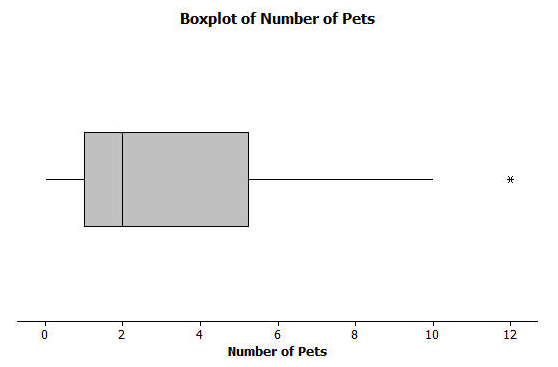 Boxplot of Number of Pets
0 2 4 6 8 10 12
Number of Pets